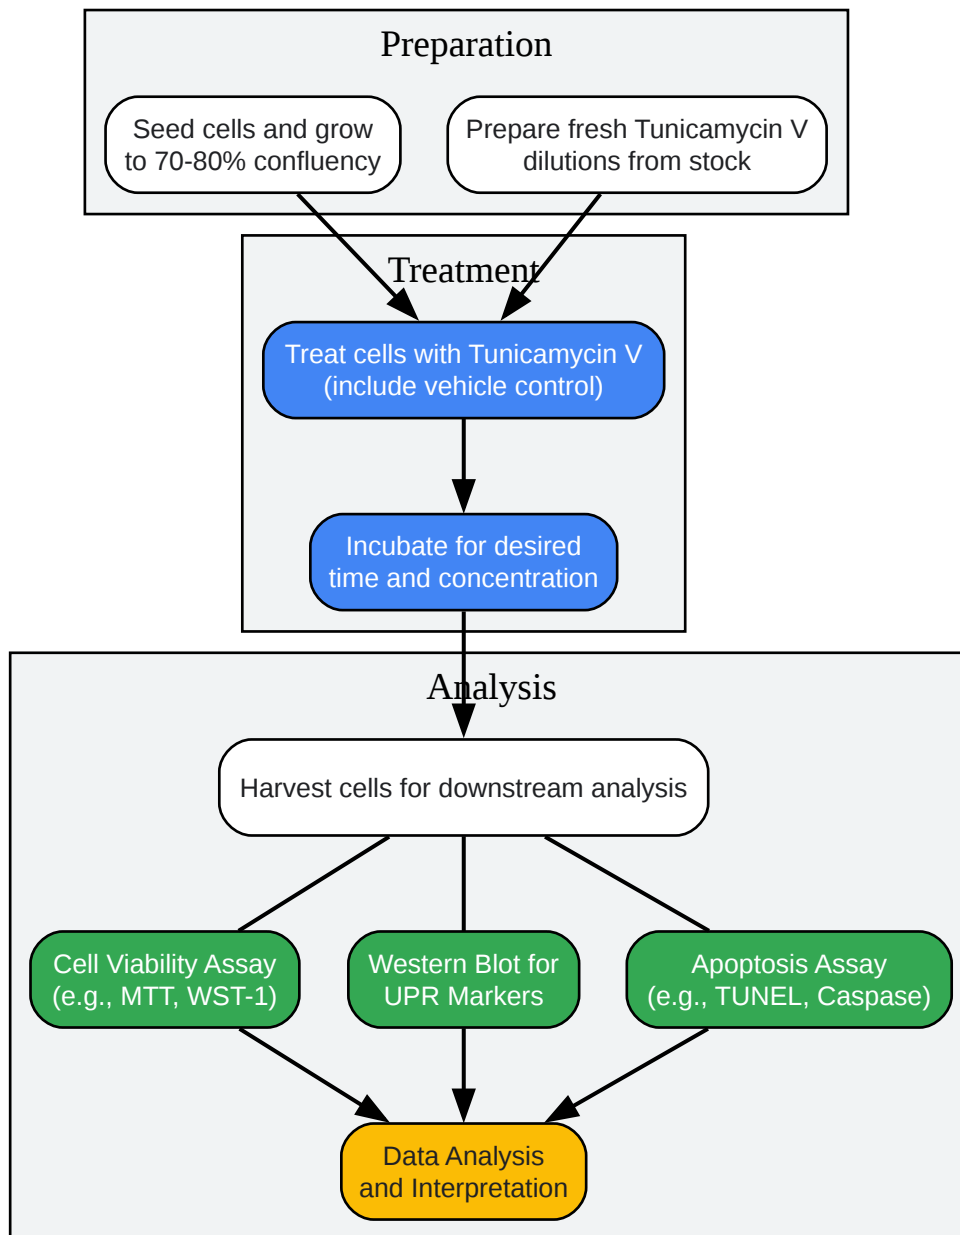 Preparation
Seed cells and grow
to 70-80% confluency
Prepare fresh Tunicamycin V
dilutions from stock
Treatment
Treat cells with Tunicamycin V
(include vehicle control)
Incubate for desired
time and concentration
Analysis
Harvest cells for downstream analysis
Cell Viability Assay
(e.g., MTT, WST-1)
Western Blot for
UPR Markers
Apoptosis Assay
(e.g., TUNEL, Caspase)
Data Analysis
and Interpretation